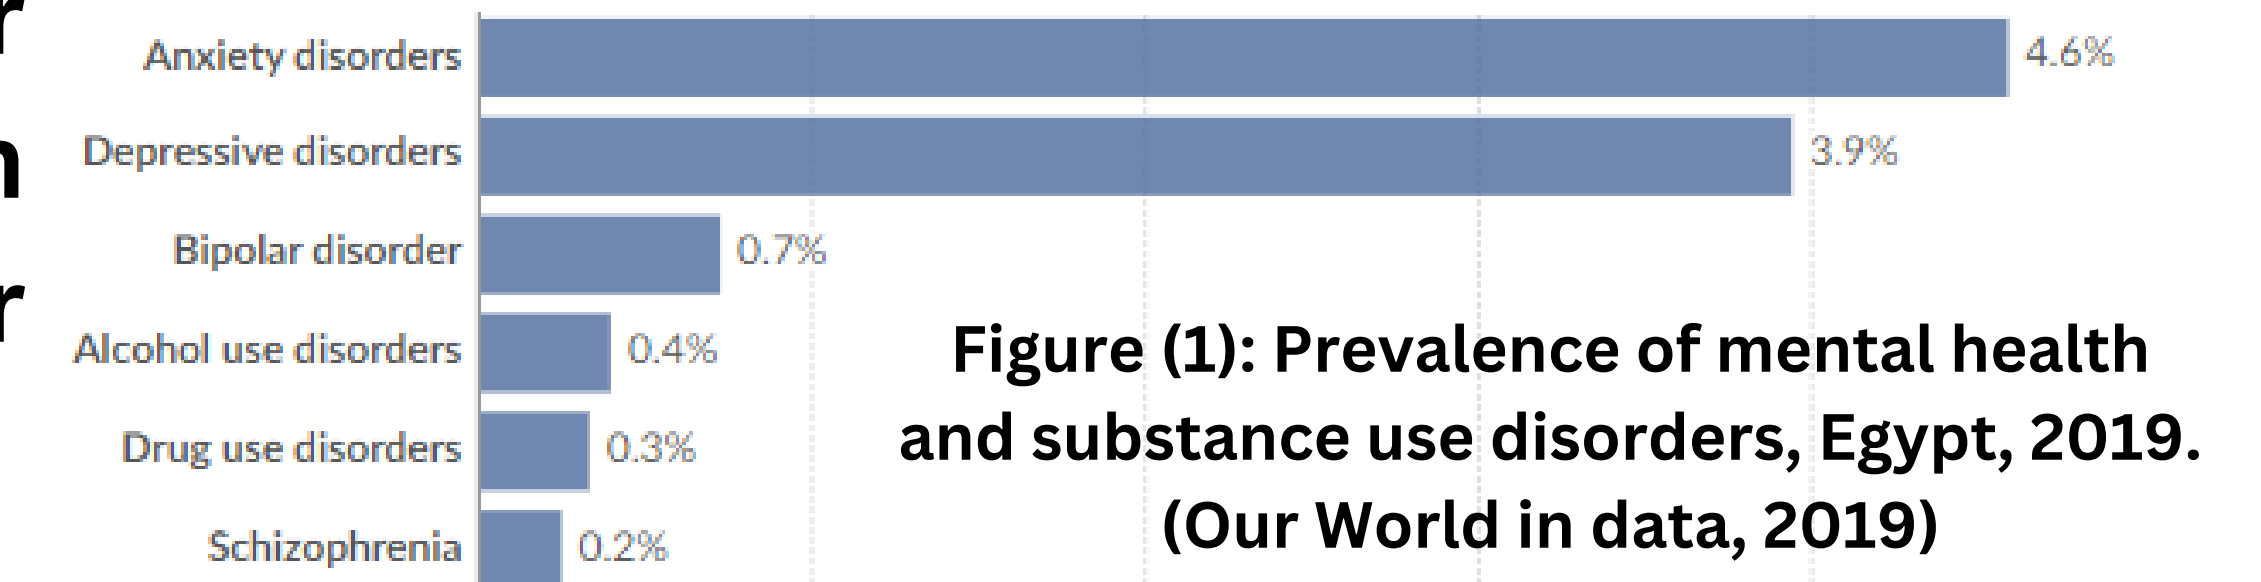 Anxiety disorders 4.6%
Depressive disorders 3.9%
Bipolar disorder 0.7%
Alcohol use disorders 0.4%
Drug use disorders 0.3%
Schizophrenia 0.2%
Figure (1): Prevalence of mental health
and substance use disorders, Egypt, 2019.
(Our World in data, 2019)